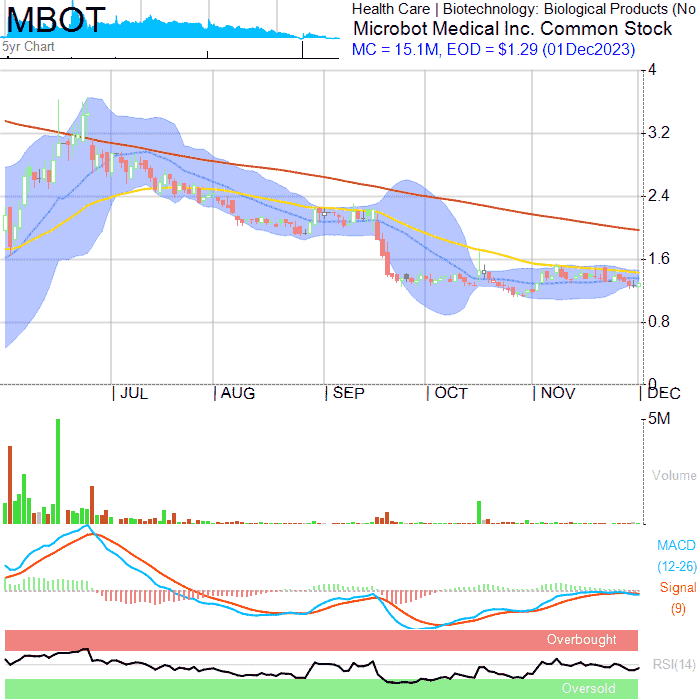 MBOT
5yr Chart
Health Care | Biotechnology: Biological Products (No
Microbot Medical Inc. Common Stock
MC = 15.1M, EOD = $1.29 (01Dec2023)
4
3.2
2.4
1.6
0.8
0
JUL AUG SEP OCT NOV DEC
5M
Volume
MACD
(12-26)
Signal
(9)
Overbought
RSI(14)
Oversold